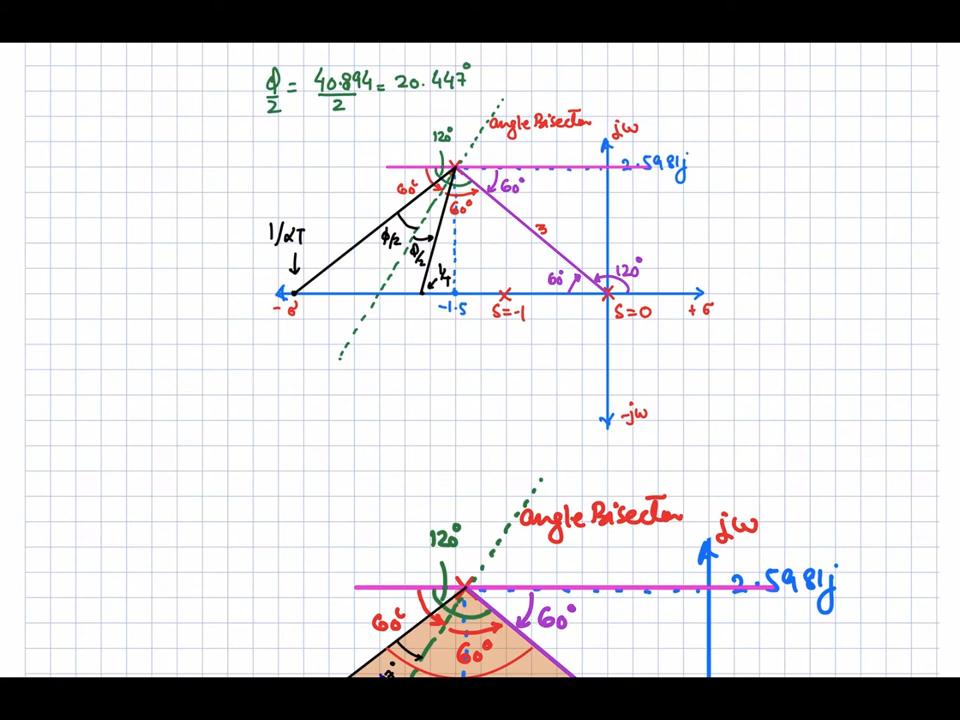 ϕ/2 = 40.894/2 = 20.447°
angle Bisector
120°
jω
2.5981j
60°
60°
60°
3
1/αT
ϕ/2
ϕ/2
1/T
60°
120°
-σ
-1.5
S=-1
S=0
+σ
-jω
angle Bisector
jω
120°
2.5981j
60°
60°
60°